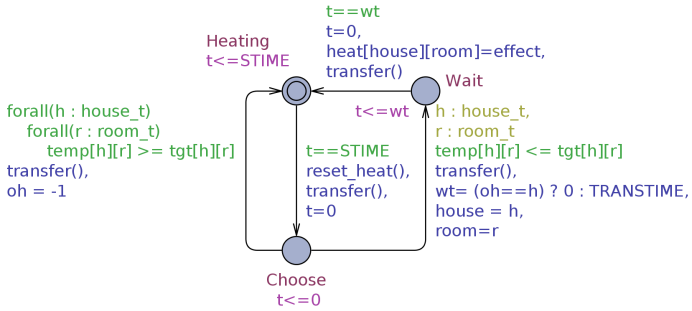 t==wt
t=0,
heat[house][room]=effect,
transfer()
Heating
t<=STIME
Wait
t<=wt
forall(h : house_t)
forall(r : room_t)
temp[h][r] >= tgt[h][r]
transfer(),
oh = -1
t==STIME
reset_heat(),
transfer(),
t=0
h : house_t,
r : room_t
temp[h][r] <= tgt[h][r]
transfer(),
wt= (oh==h) ? 0 : TRANSTIME,
house = h,
room=r
Choose
t<=0